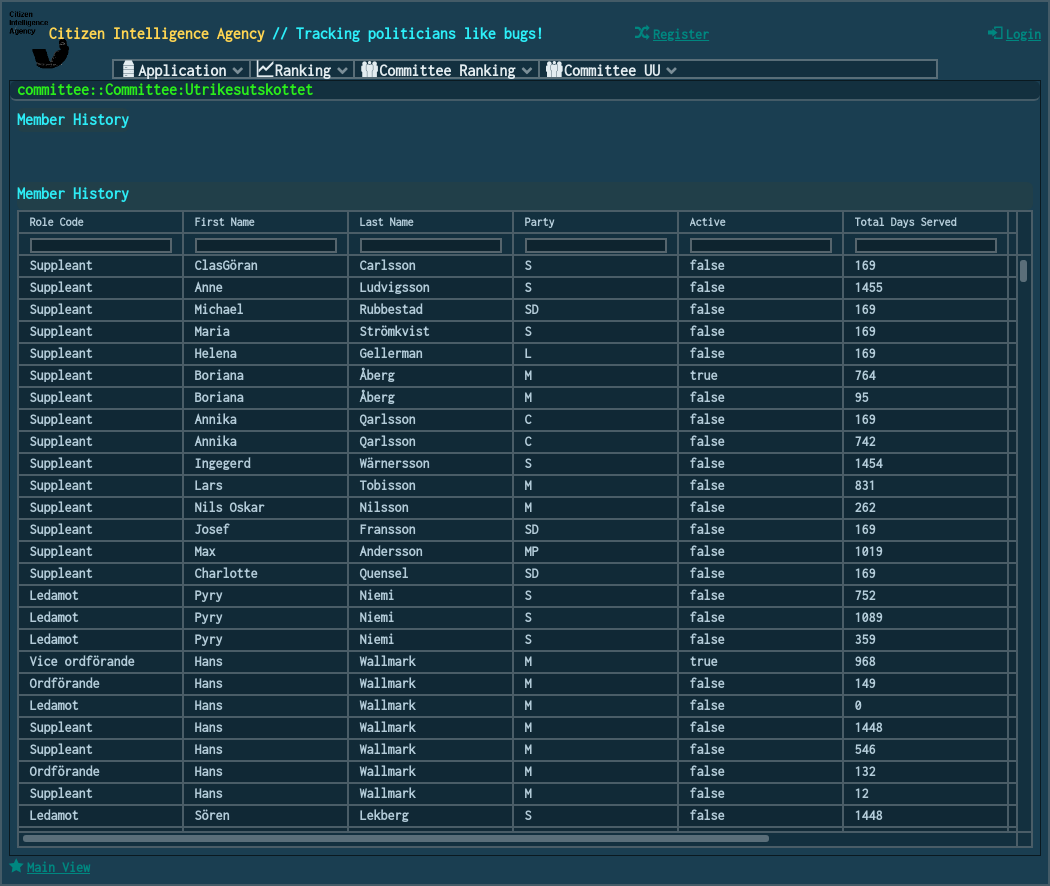 Citizen
Intelligence
Agency
Citizen Intelligence Agency // Tracking politicians like bugs!
Register
Login
Application Ranking Committee Ranking Committee UU
committee::Committee:Utrikesutskottet
Member History
Member History
Role Code First Name Last Name Party Active Total Days Served
Suppleant ClasGöran Carlsson S false 169
Suppleant Anne Ludvigsson S false 1455
Suppleant Michael Rubbestad SD false 169
Suppleant Maria Strömkvist S false 169
Suppleant Helena Gellerman L false 169
Suppleant Boriana Åberg M true 764
Suppleant Boriana Åberg M false 95
Suppleant Annika Qarlsson C false 169
Suppleant Annika Qarlsson C false 742
Suppleant Ingegerd Wärnersson S false 1454
Suppleant Lars Tobisson M false 831
Suppleant Nils Oskar Nilsson M false 262
Suppleant Josef Fransson SD false 169
Suppleant Max Andersson MP false 1019
Suppleant Charlotte Quensel SD false 169
Ledamot Pyry Niemi S false 752
Ledamot Pyry Niemi S false 1089
Ledamot Pyry Niemi S false 359
Vice ordförande Hans Wallmark M true 968
Ordförande Hans Wallmark M false 149
Ledamot Hans Wallmark M false 0
Suppleant Hans Wallmark M false 1448
Suppleant Hans Wallmark M false 546
Ordförande Hans Wallmark M false 132
Suppleant Hans Wallmark M false 12
Ledamot Sören Lekberg S false 1448
Main View